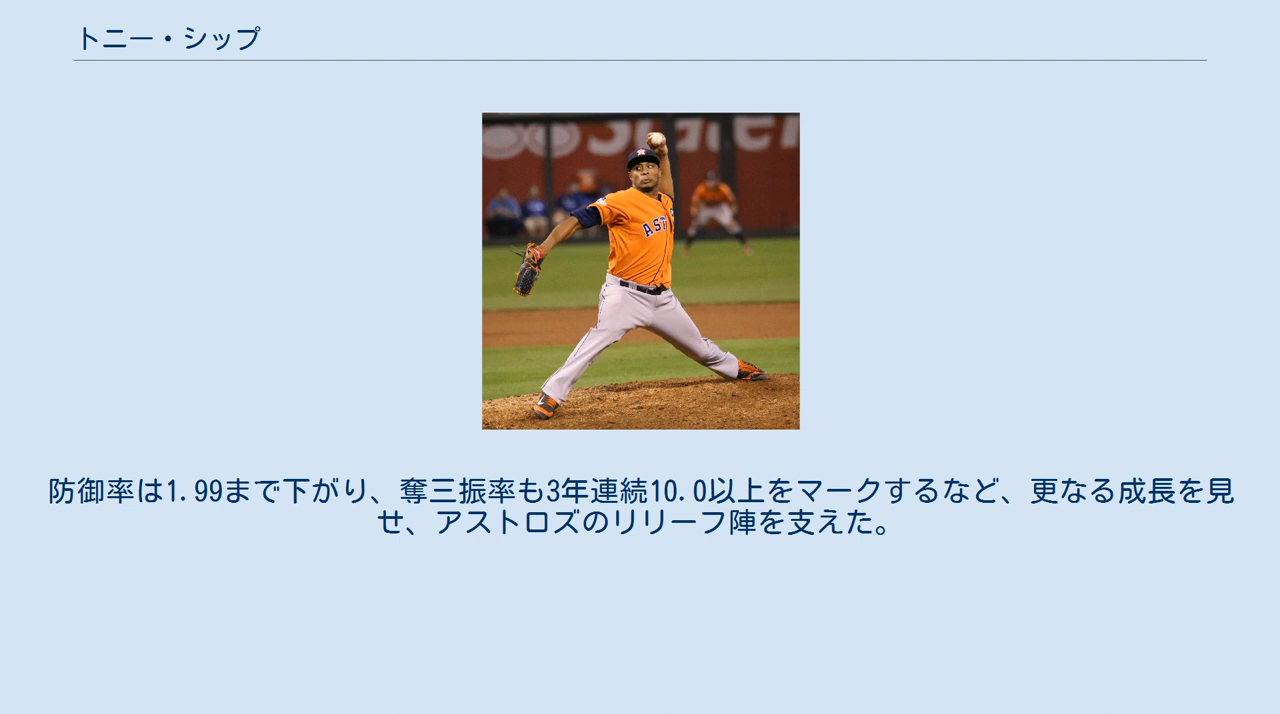 トニー・シップ
AST
防御率は1.99まで下がり、奪三振率も3年連続10.0以上をマークするなど、更なる成長を見
せ、アストロズのリリーフ陣を支えた。